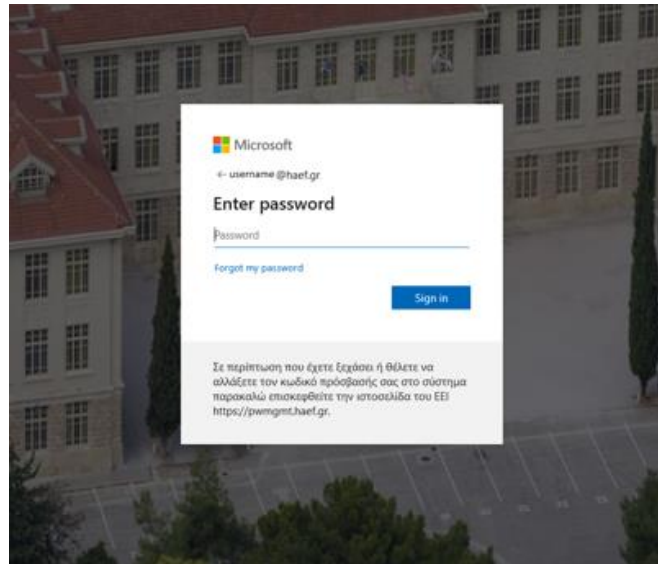 Microsoft
← username@haef.gr
Enter password
Password
Forgot my password
Sign in
Σε περίπτωση που έχετε ξεχάσει ή θέλετε να
αλλάξετε τον κωδικό πρόσβασής σας στο σύστημα
παρακαλώ επισκεφθείτε την ιστοσελίδα του ΕΕΙ
https://pwmgmt.haef.gr.